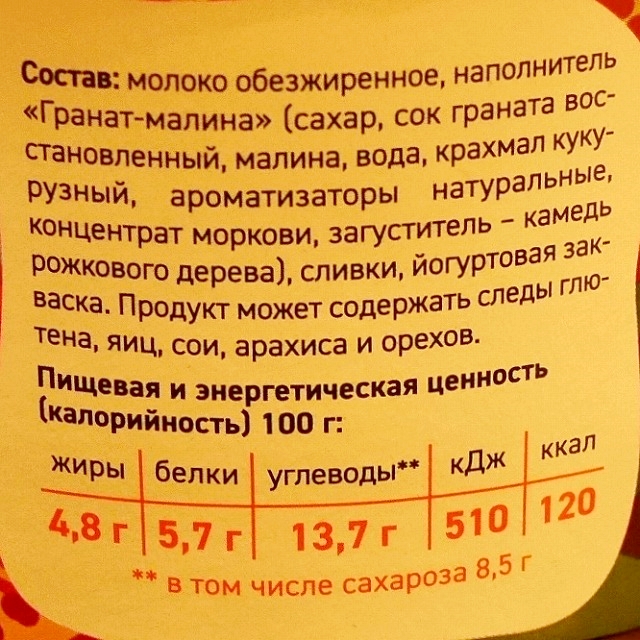 Состав: молоко обезжиренное, наполнитель
«Гранат-малина» (сахар, сок граната вос-
становленный, малина, вода, крахмал куку-
рузный, ароматизаторы натуральные,
концентрат моркови, загуститель – камедь
рожкового дерева), сливки, йогуртовая зак-
васка. Продукт может содержать следы глю-
тена, яиц, сои, арахиса и орехов.
Пищевая и энергетическая ценность
(калорийность) 100 г:
жиры белки углеводы** кДж ккал
4,8 г 5,7 г 13,7 г 510 120
** в том числе сахароза 8,5 г